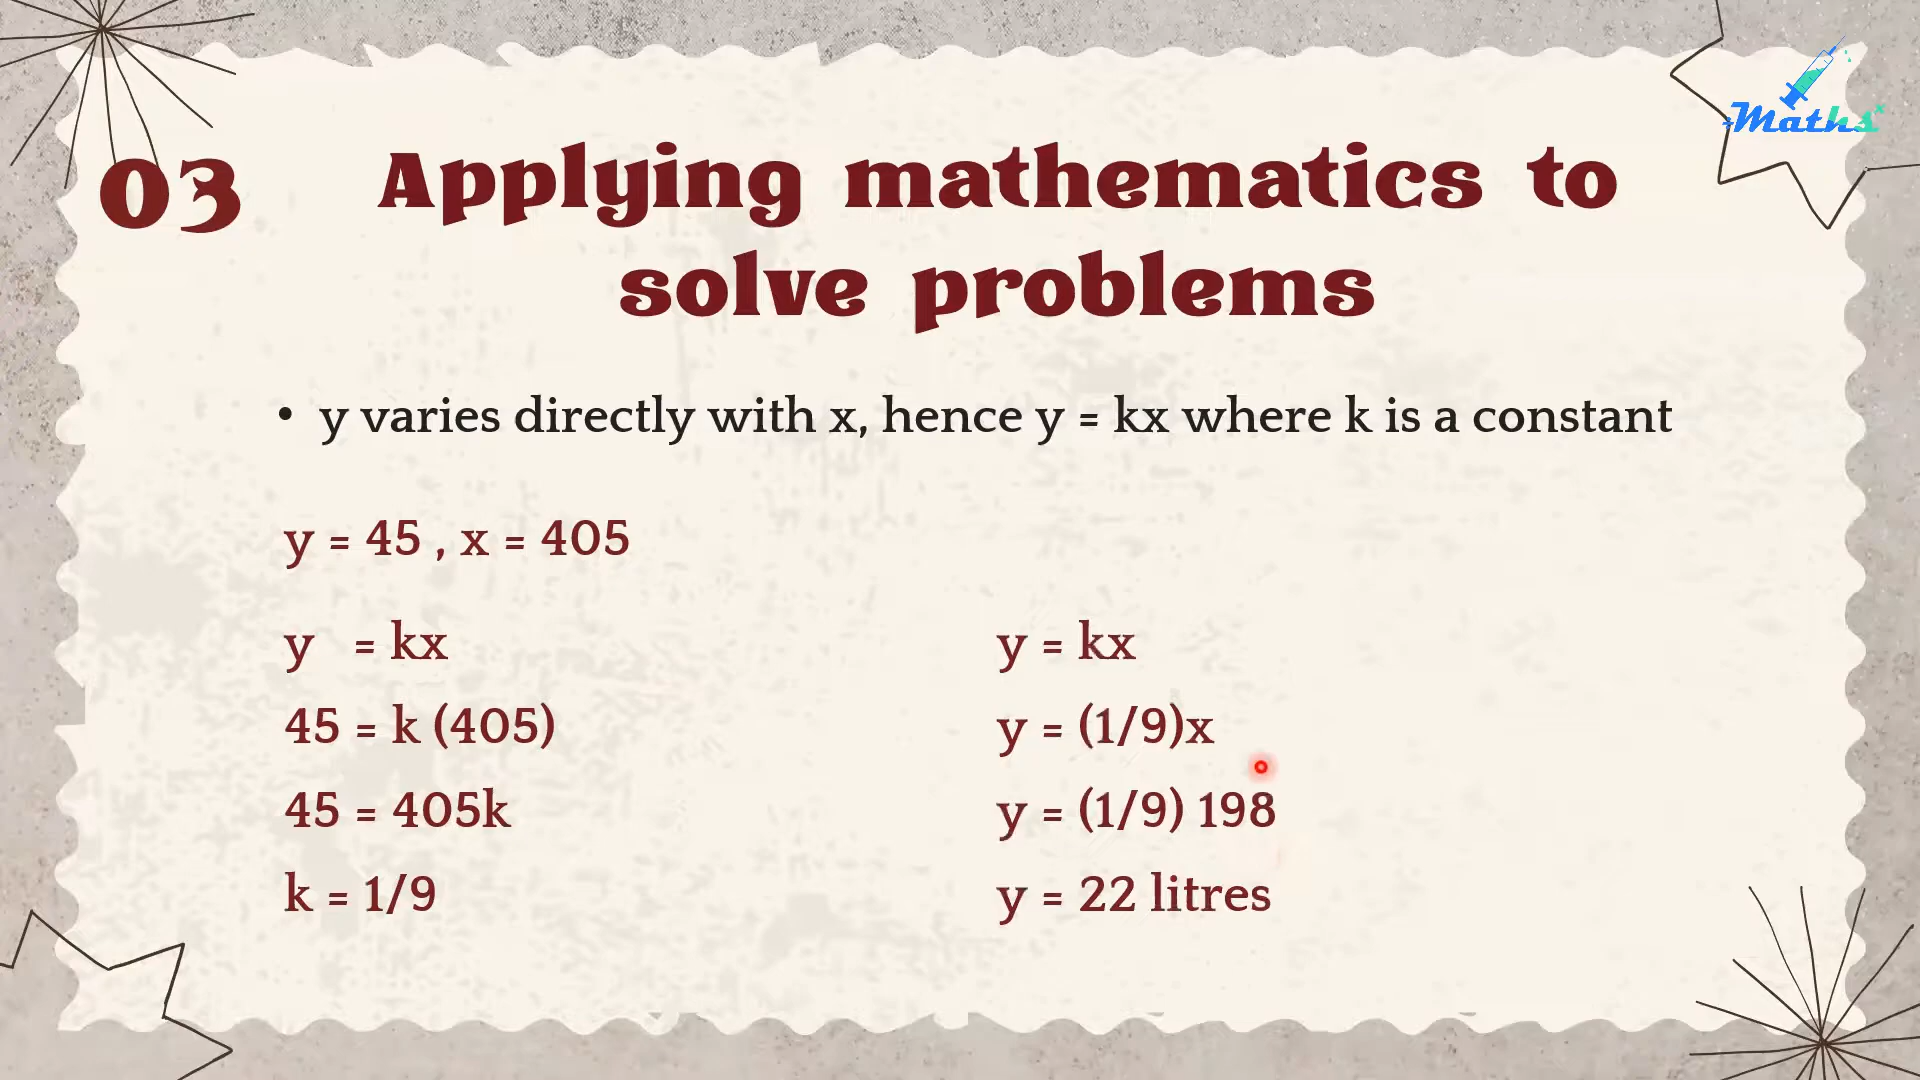 +Maths×
03
Applying mathematics to
solve problems
• y varies directly with x, hence y = kx where k is a constant
y = 45 , x = 405
y = kx
45 = k (405)
45 = 405k
k = 1/9
y = kx
y = (1/9)x
y = (1/9) 198
y = 22 litres